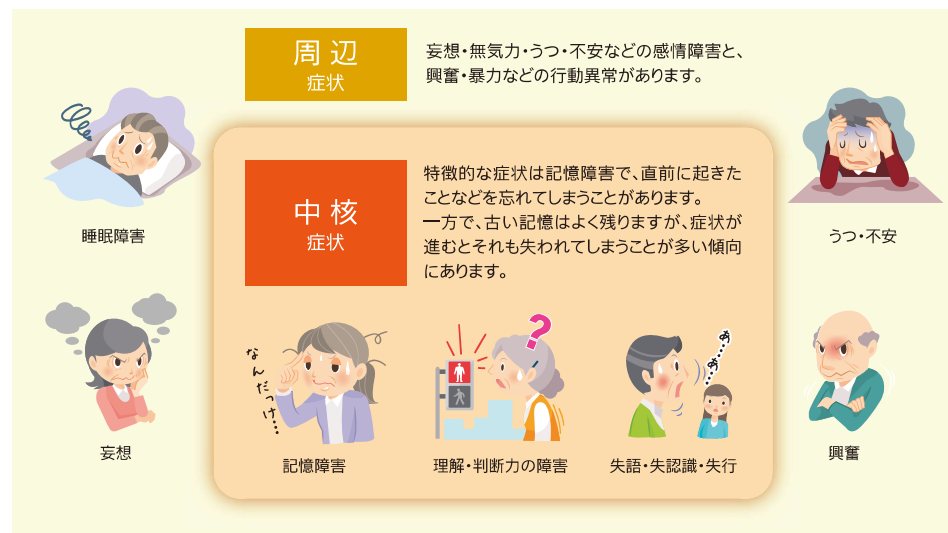 周辺
症状
妄想・無気力・うつ・不安などの感情障害と、
興奮・暴力などの行動異常があります。
中核
症状
特徴的な症状は記憶障害で、直前に起きた
ことなどを忘れてしまうことがあります。
一方で、古い記憶はよく残りますが、症状が
進むとそれも失われてしまうことが多い傾向
にあります。
睡眠障害
うつ・不安
妄想
興奮
なんだっけ…
?
あ……あ……
記憶障害
理解・判断力の障害
失語・失認識・失行